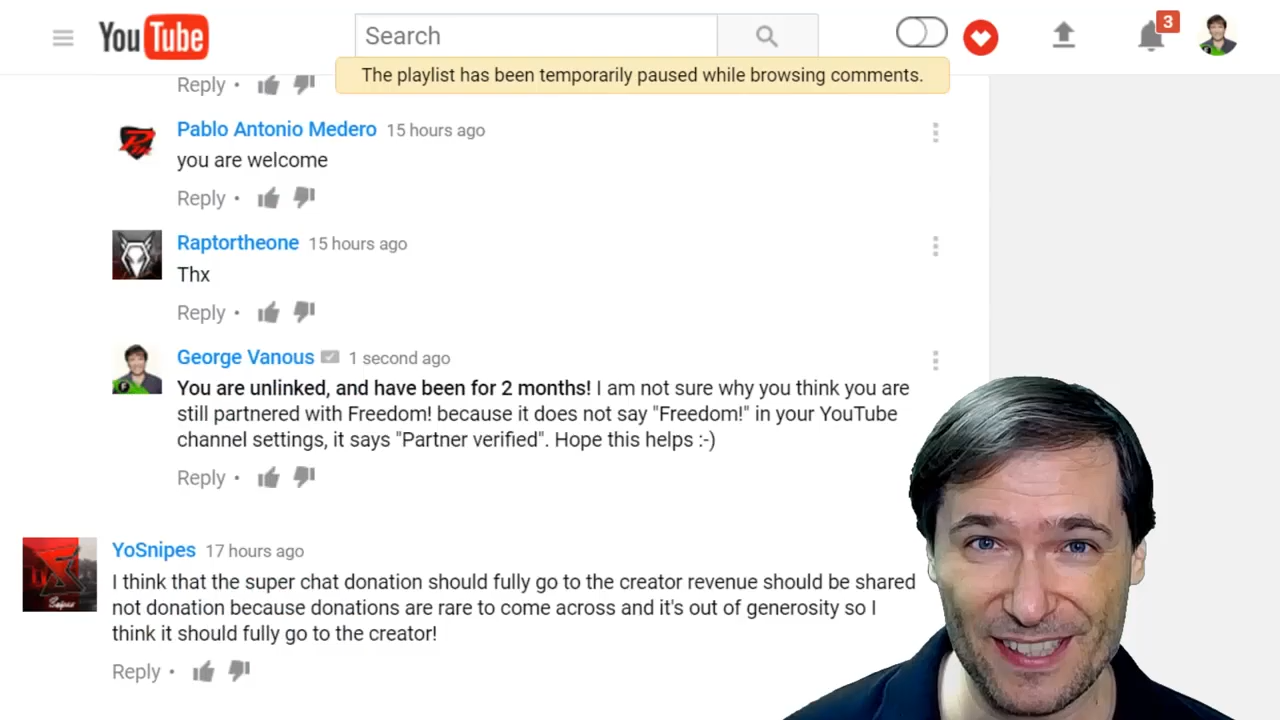 YouTube
Search
3
The playlist has been temporarily paused while browsing comments.
Reply •
Pablo Antonio Medero 15 hours ago
you are welcome
Reply •
Raptortheone 15 hours ago
Thx
Reply •
George Vanous 1 second ago
You are unlinked, and have been for 2 months! I am not sure why you think you are
still partnered with Freedom! because it does not say "Freedom!" in your YouTube
channel settings, it says "Partner verified". Hope this helps :-)
Reply •
YoSnipes 17 hours ago
I think that the super chat donation should fully go to the creator revenue should be shared
not donation because donations are rare to come across and it's out of generosity so I
think it should fully go to the creator!
Reply •